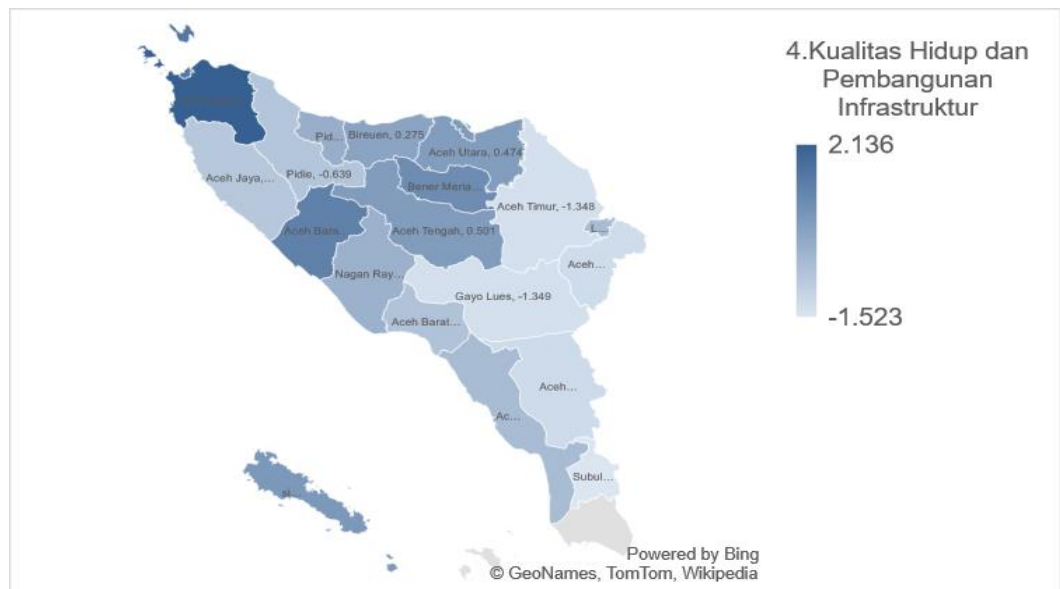 4.Kualitas Hidup dan
Pembangunan
Infrastruktur
2.136
-1.523
Pid...
Bireuen, 0.275
Aceh Utara, 0.474
Aceh Jaya,...
Pidie, -0.639
Bener Meria...
Aceh Timur, -1.348
L...
Aceh Bara...
Aceh Tengah, 0.501
Aceh...
Nagan Ray...
Gayo Lues, -1.349
Aceh Barat...
Aceh...
Ac...
Subul...
si...
Powered by Bing
© GeoNames, TomTom, Wikipedia